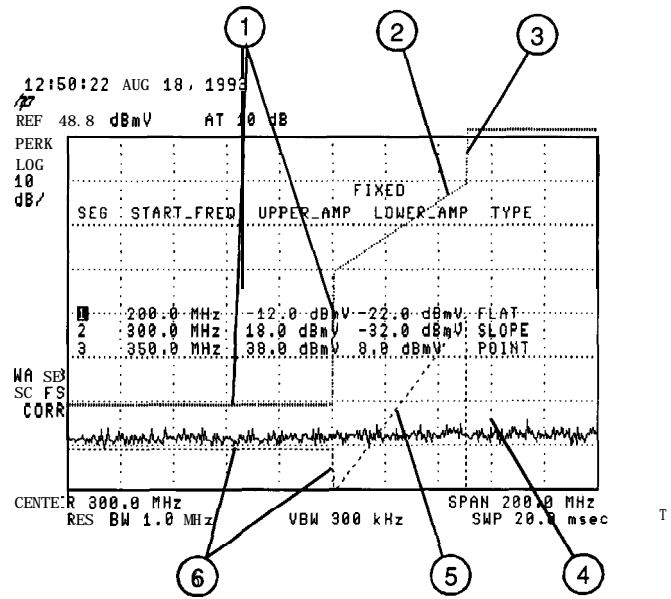 1
2
3
12:50:22 AUG 18, 1993
REF 48.8 dBmV AT 10 dB
PERK
LOG
10
dB/
FIXED
SEG START_FREQ UPPER_AMP LOWER_AMP TYPE
1 200.0 MHz -12.0 dBmV -22.0 dBmV FLAT
2 300.0 MHz 18.0 dBmV -32.0 dBmV SLOPE
3 350.0 MHz 38.0 dBmV 8.0 dBmV POINT
WA SB
SC FS
CORR
CENTER 300.0 MHz SPAN 200.0 MHz
RES BW 1.0 MHz VBW 300 kHz SWP 20.0 msec T
6
5
4